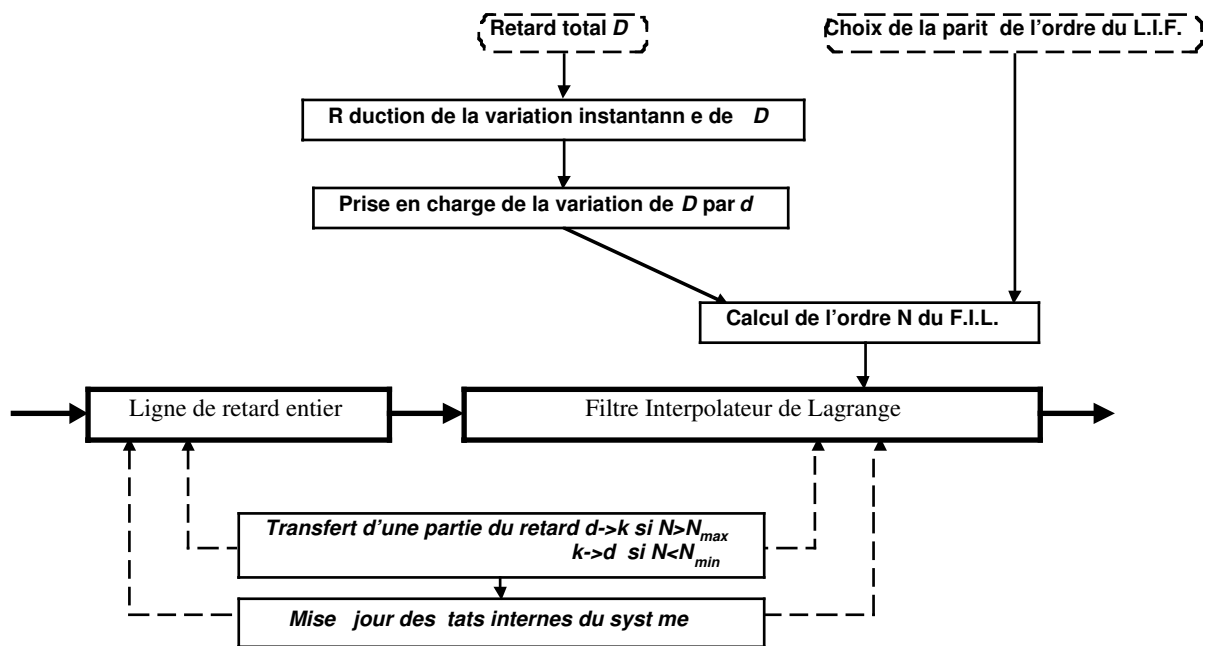 Retard total D
Choix de la parit de l’ordre du L.I.F.
R duction de la variation instantann e de D
Prise en charge de la variation de D par d
Calcul de l’ordre N du F.I.L.
Ligne de retard entier
Filtre Interpolateur de Lagrange
Transfert d’une partie du retard d->k si N>Nmax
k->d si N<Nmin
Mise jour des tats internes du syst me